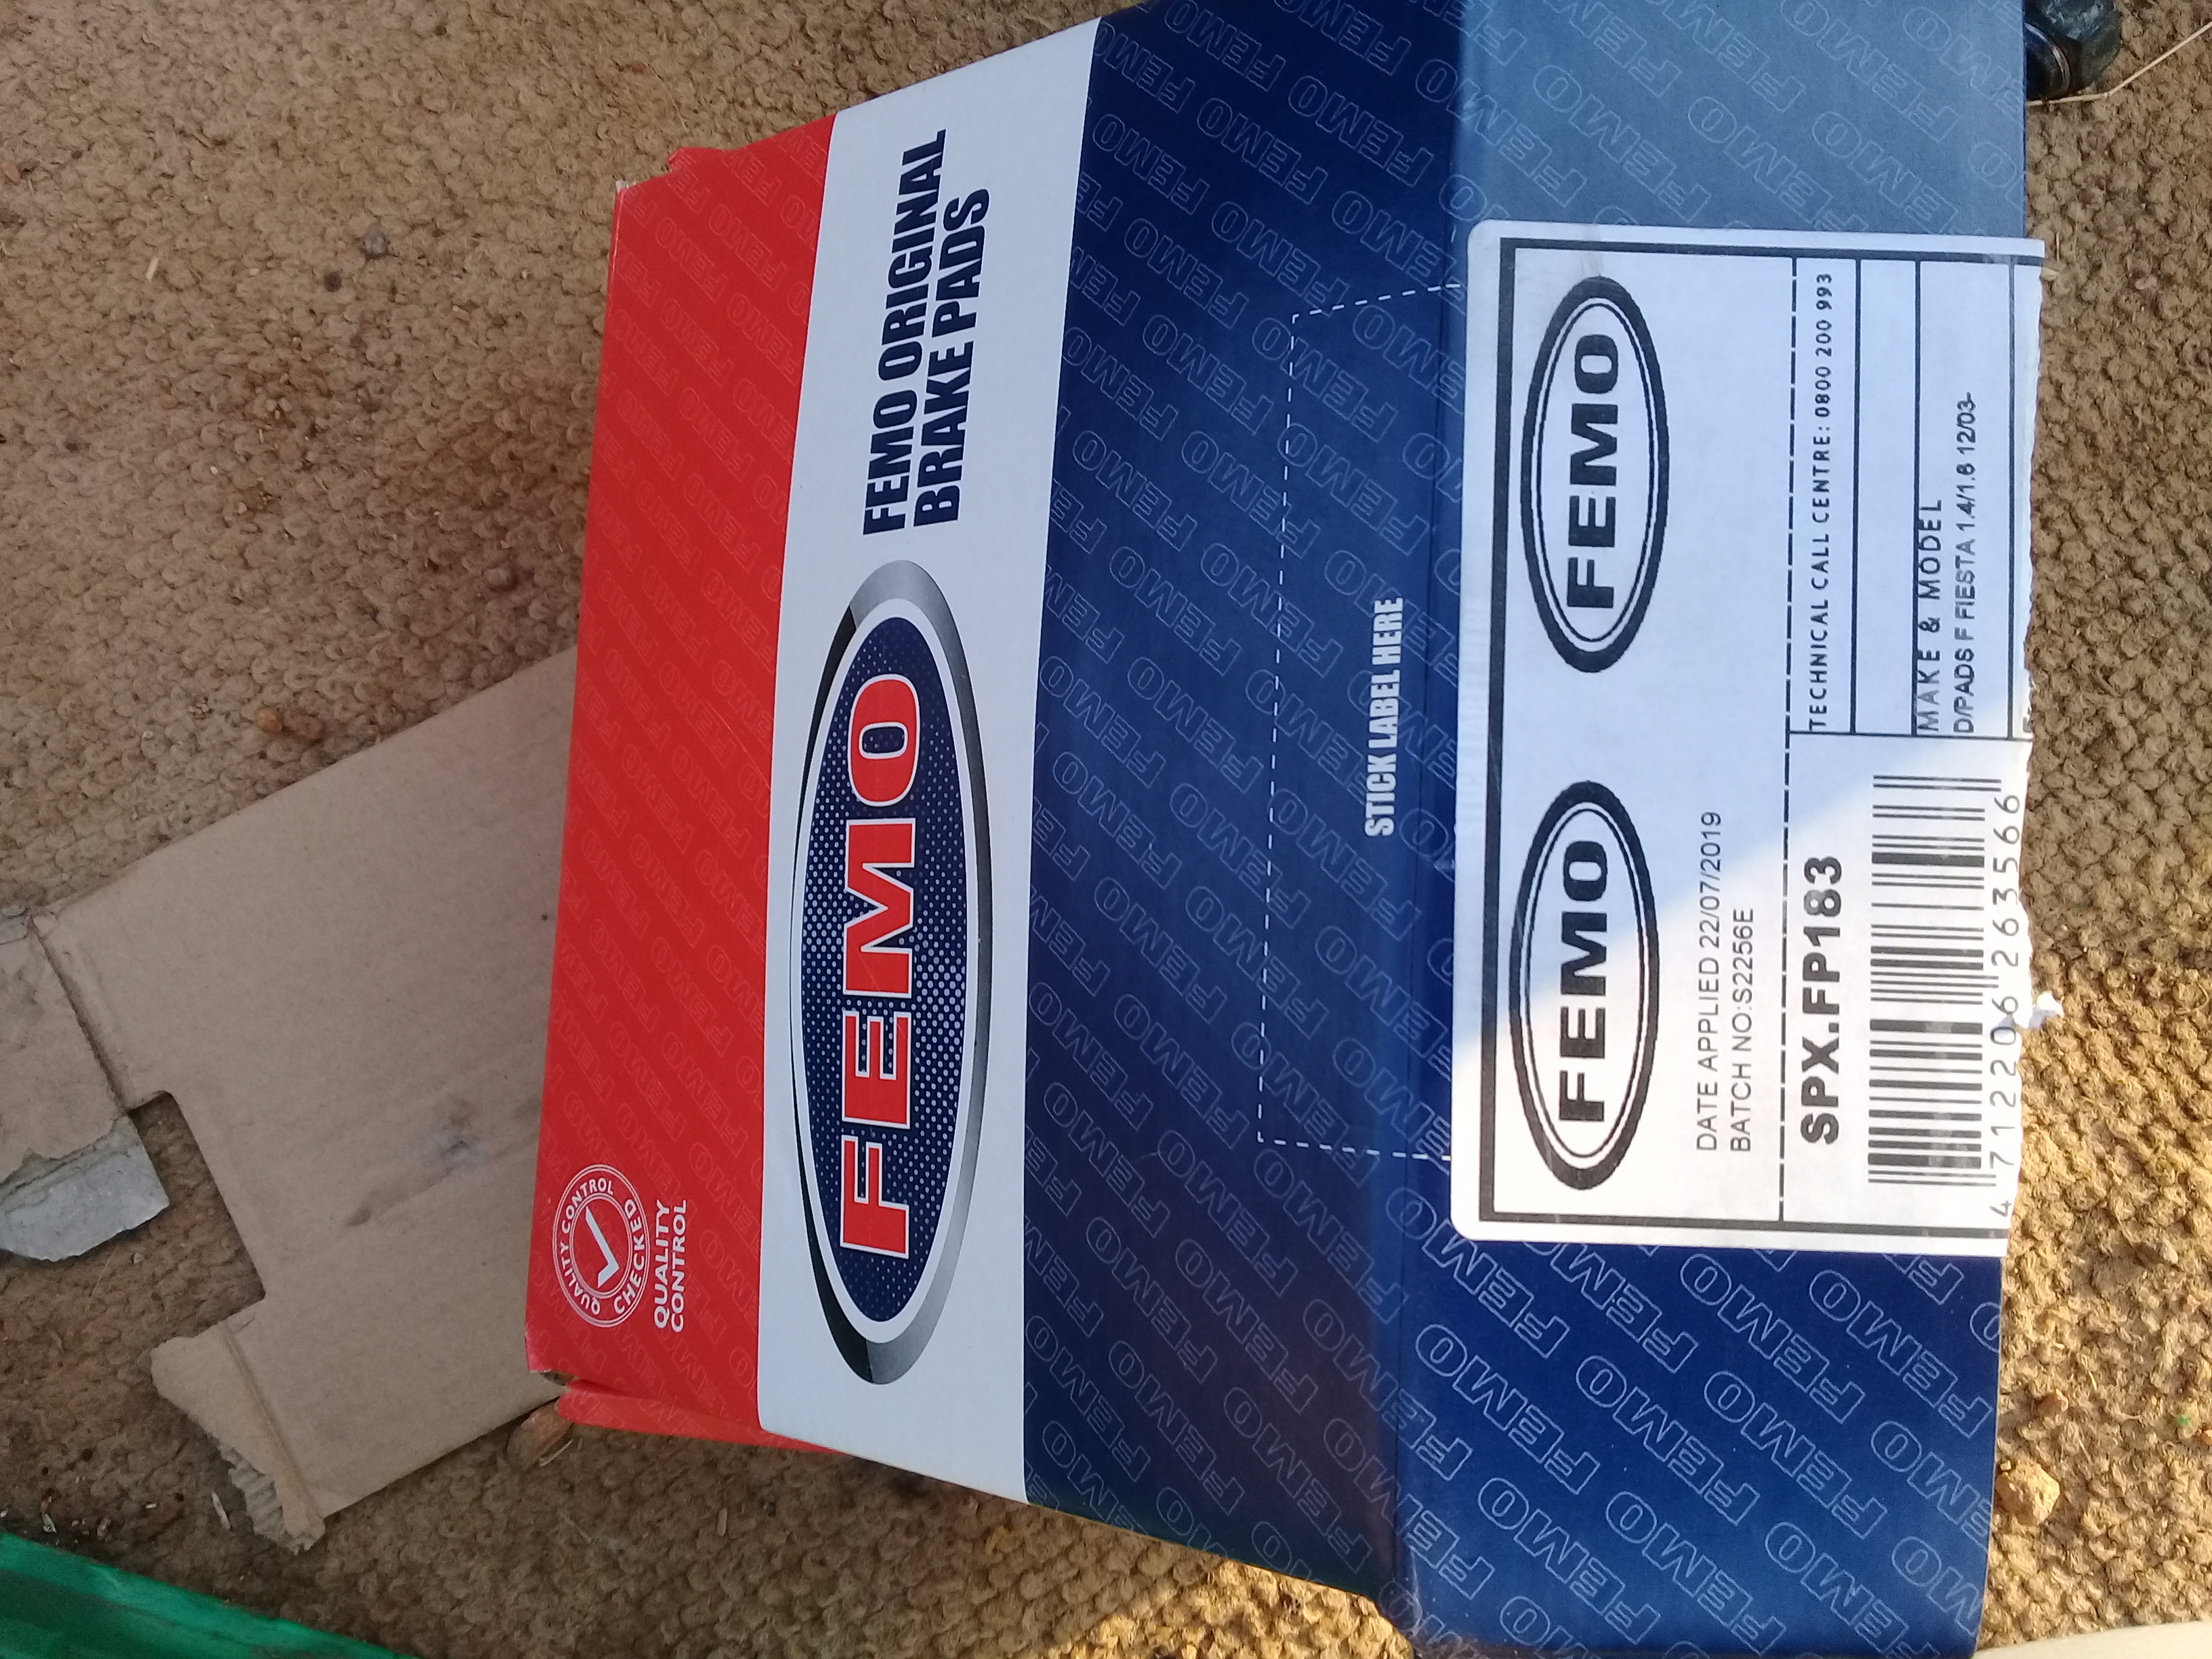 QUALITY CONTROL
CHECKED
QUALITY
CONTROL
FEMO
FEMO ORIGINAL
BRAKE PADS
STICK LABEL HERE
FEMO
FEMO
DATE APPLIED 22/07/2019
BATCH NO:S2256E
TECHNICAL CALL CENTRE: 0800 200 993
SPX.FP183
MAKE & MODEL
D/PADS F FIESTA 1.4/1.6 12/03-
4 712206 263566